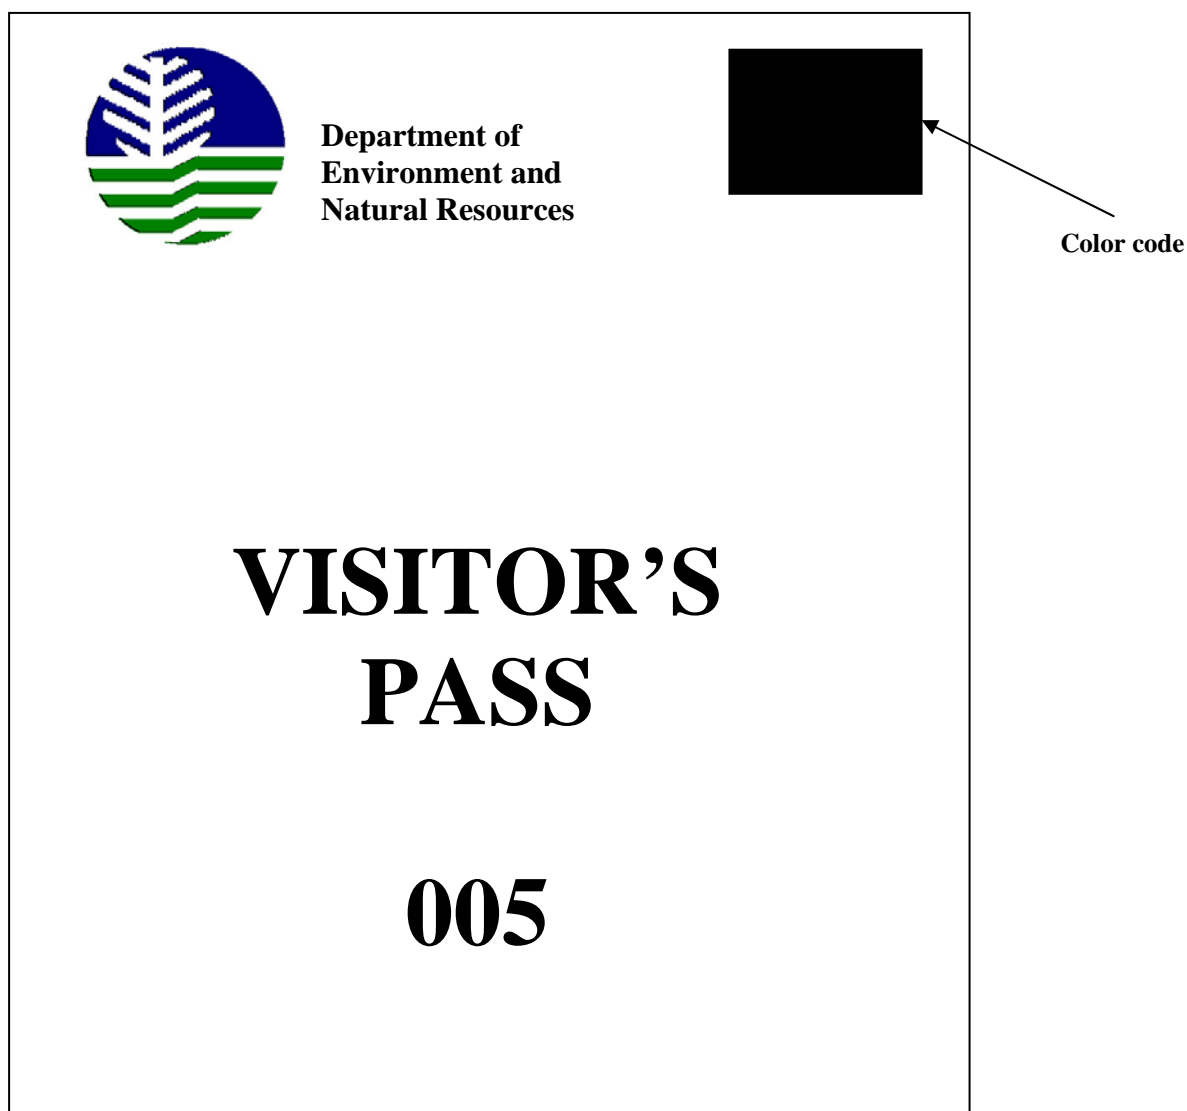 Department of
Environment and
Natural Resources
Color code
VISITOR’S
PASS
005